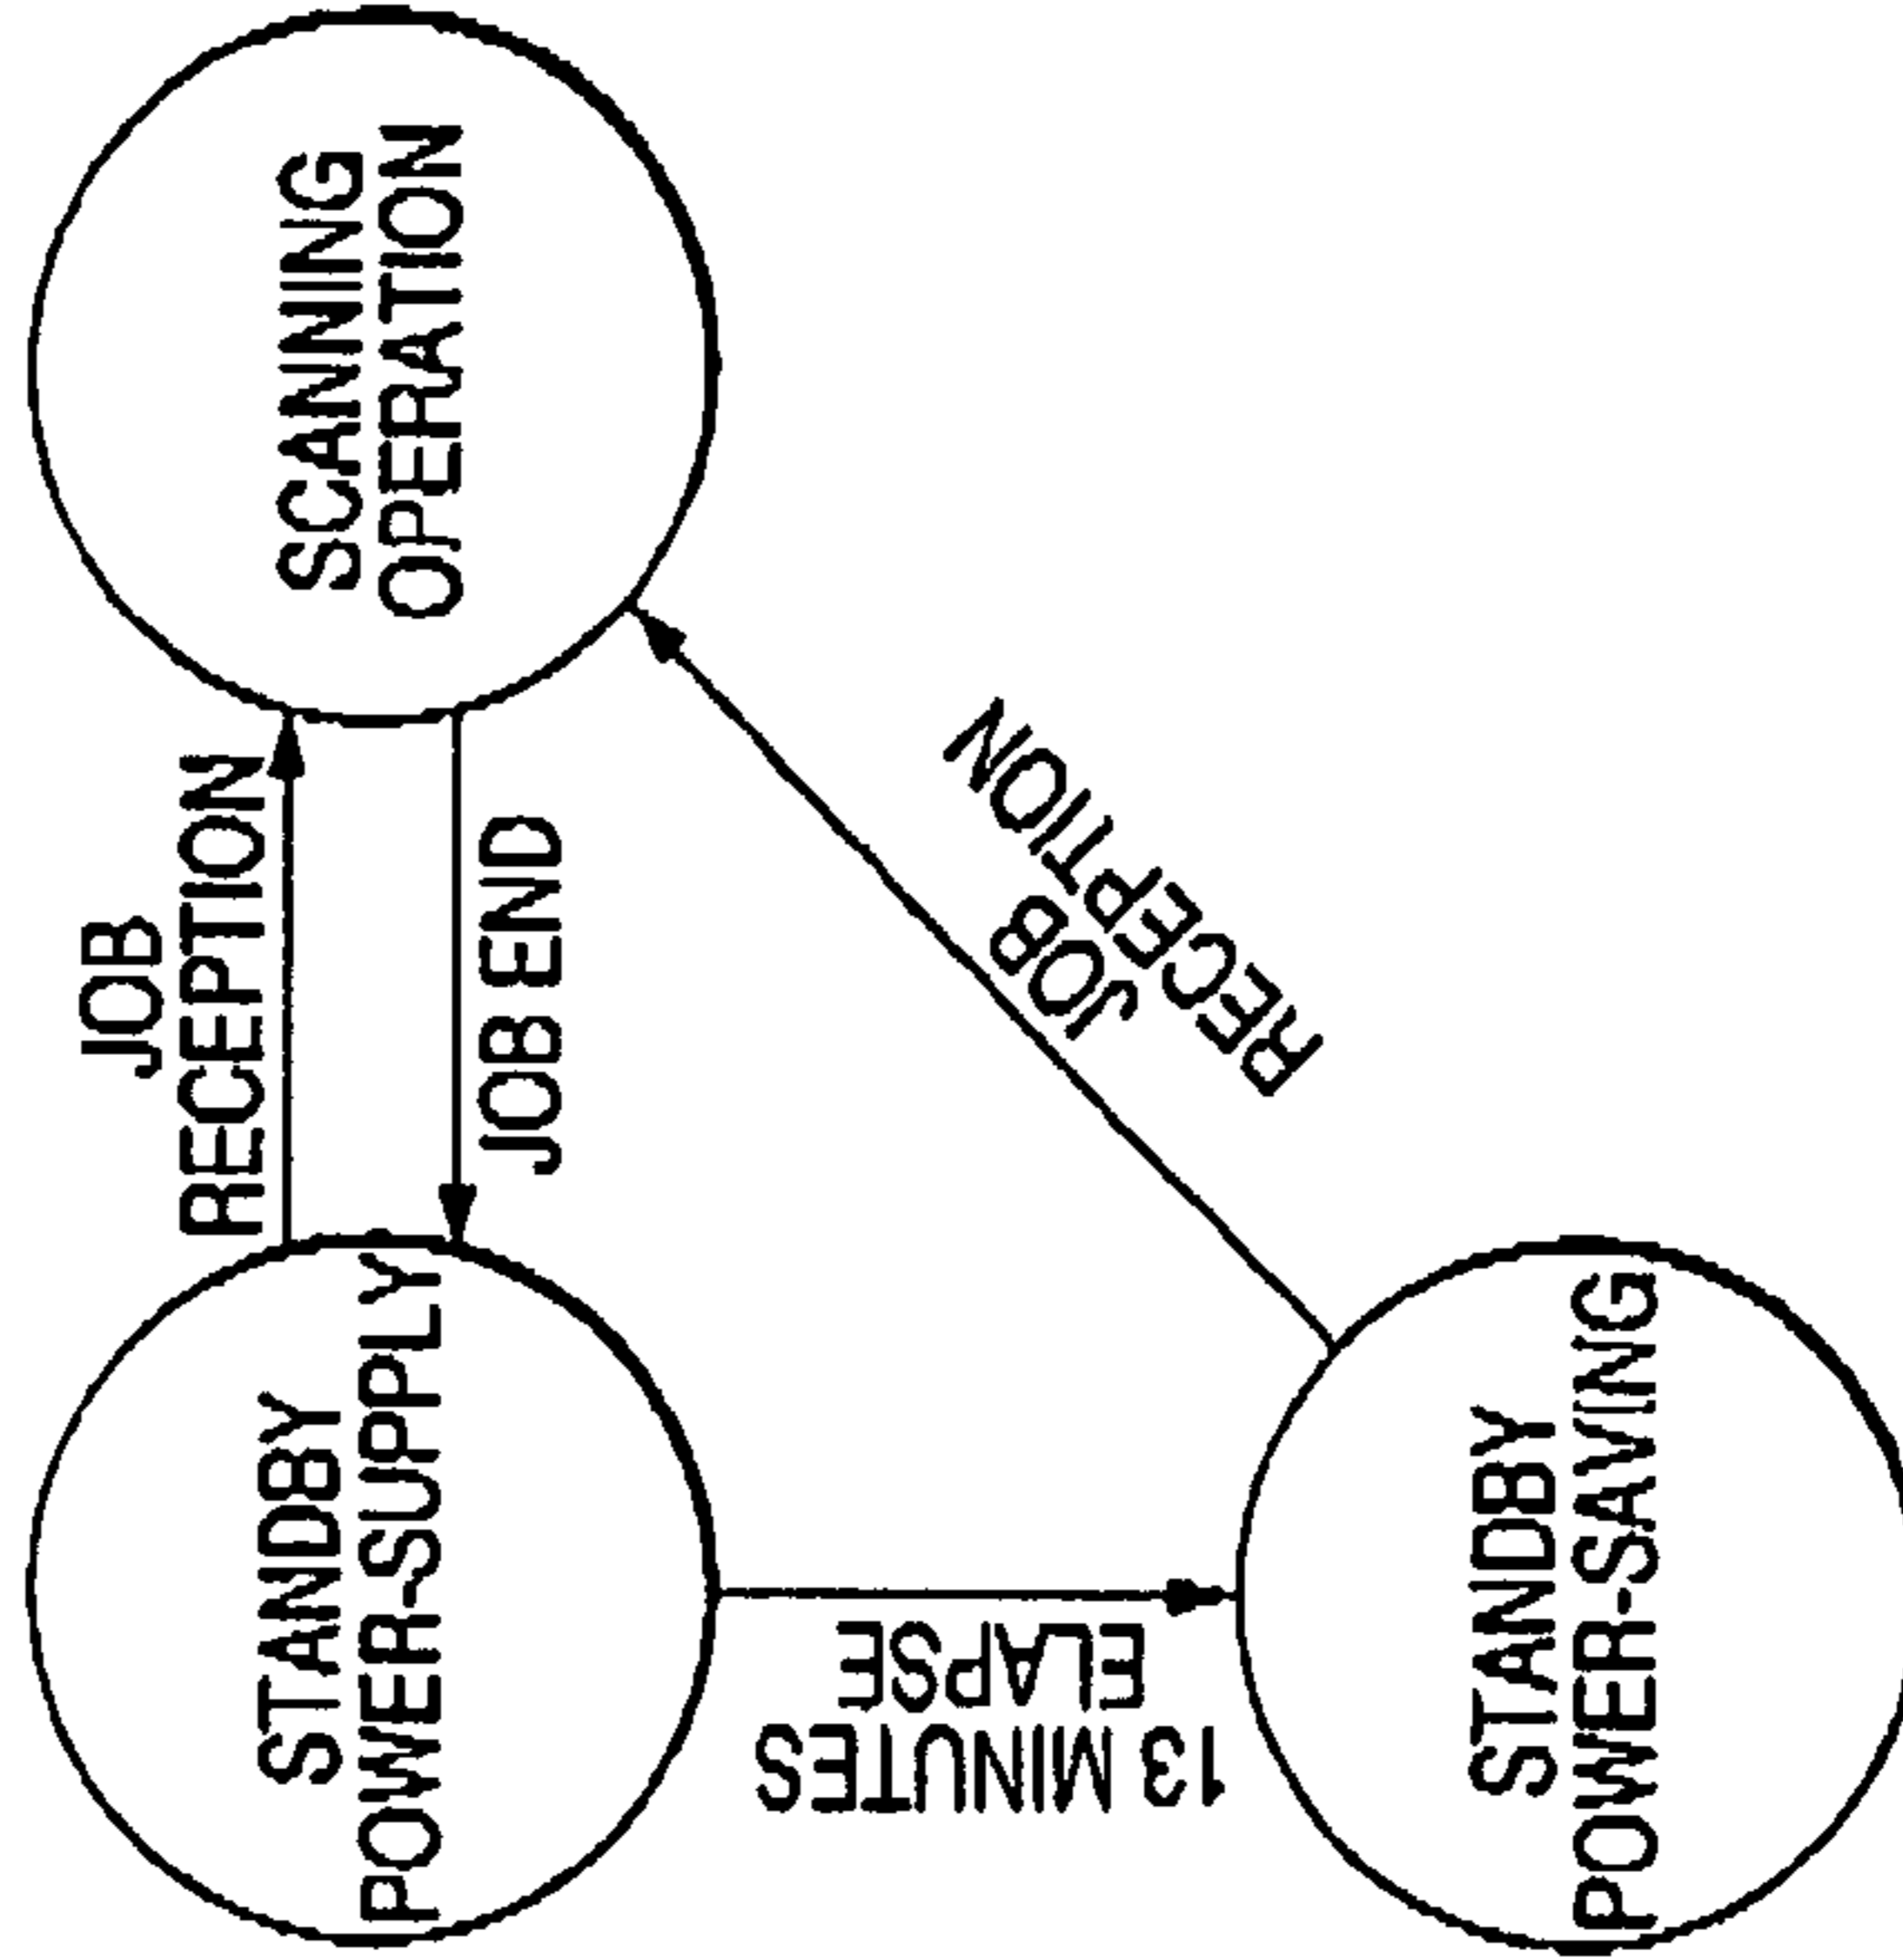 STANDBY
POWER-SUPPLY
JOB
RECEPTION
JOB END
SCANNING
OPERATION
13 MINUTES
ELAPSE
JOB
RECEPTION
STANDBY
POWER-SAVING